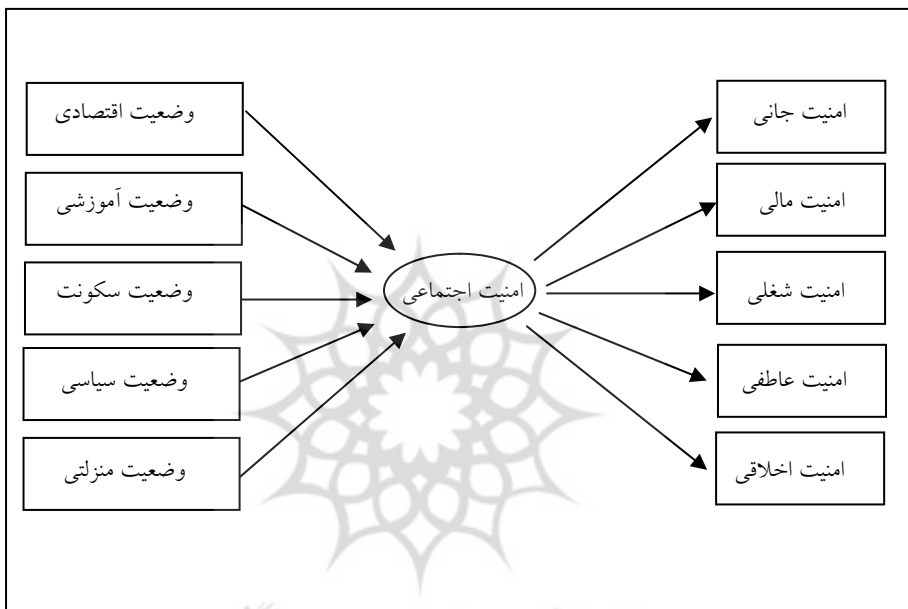 وضعیت اقتصادی
وضعیت آموزشی
وضعیت سکونت
وضعیت سیاسی
وضعیت منزلتی
امنیت اجتماعی
امنیت جانی
امنیت مالی
امنیت شغلی
امنیت عاطفی
امنیت اخلاقی